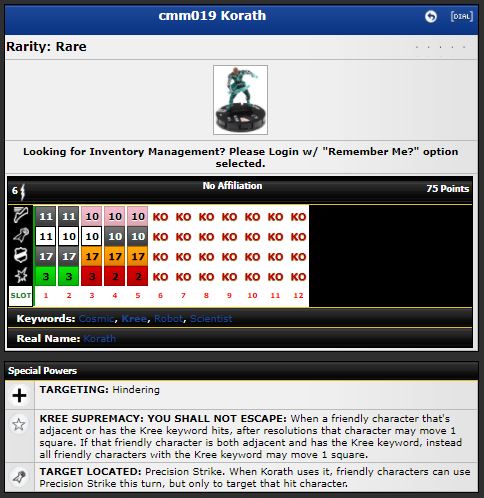 cmm019 Korath
[DIAL]
Rarity: Rare
Looking for Inventory Management? Please Login w/ "Remember Me?" option
selected.
6 No Affiliation 75 Points
11 11 10 10 10 KO KO KO KO KO KO KO
11 10 10 10 10 KO KO KO KO KO KO KO
17 17 17 17 17 KO KO KO KO KO KO KO
3 3 3 2 2 KO KO KO KO KO KO KO
SLOT 1 2 3 4 5 6 7 8 9 10 11 12
Keywords: Cosmic, Kree, Robot, Scientist
Real Name: Korath
Special Powers
TARGETING: Hindering
KREE SUPREMACY: YOU SHALL NOT ESCAPE: When a friendly character that's
adjacent or has the Kree keyword hits, after resolutions that character may move 1
square. If that friendly character is both adjacent and has the Kree keyword, instead
all friendly characters with the Kree keyword may move 1 square.
TARGET LOCATED: Precision Strike. When Korath uses it, friendly characters can use
Precision Strike this turn, but only to target that hit character.